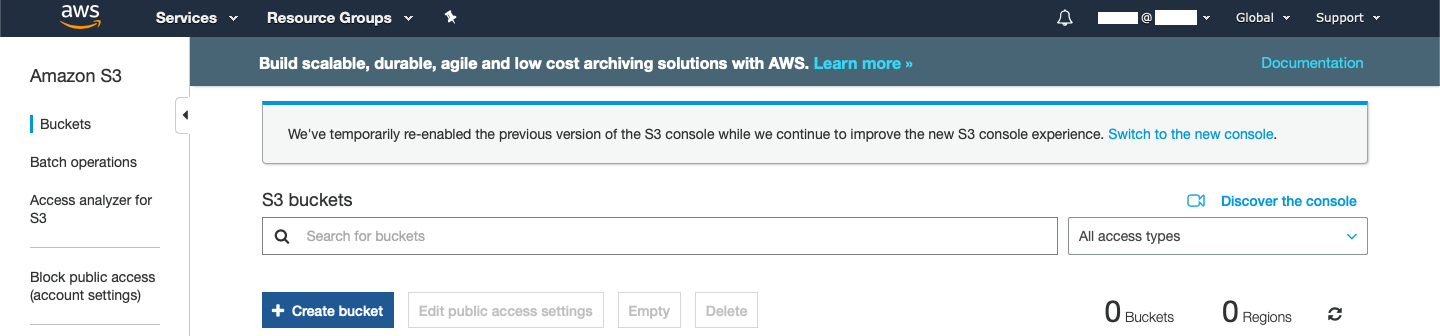 aws Services Resource Groups @ Global Support
Amazon S3
Buckets
Batch operations
Access analyzer for
S3
Block public access
(account settings)
Build scalable, durable, agile and low cost archiving solutions with AWS. Learn more » Documentation
We've temporarily re-enabled the previous version of the S3 console while we continue to improve the new S3 console experience. Switch to the new console.
S3 buckets Discover the console
Search for buckets All access types
+ Create bucket Edit public access settings Empty Delete 0 Buckets 0 Regions